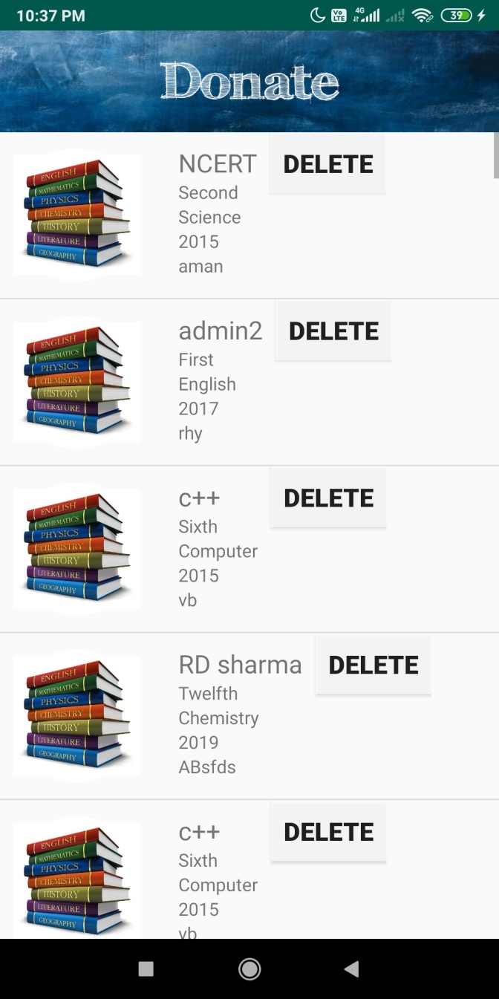 10:37 PM
Vo LTE
4G
39
Donate
ENGLISH
MATHEMATICS
PHYSICS
CHEMISTRY
HISTORY
LITERATURE
GEOGRAPHY
NCERT
DELETE
Second
Science
2015
aman
ENGLISH
MATHEMATICS
PHYSICS
CHEMISTRY
HISTORY
LITERATURE
GEOGRAPHY
admin2
DELETE
First
English
2017
rhy
ENGLISH
MATHEMATICS
PHYSICS
CHEMISTRY
HISTORY
LITERATURE
GEOGRAPHY
c++
DELETE
Sixth
Computer
2015
vb
ENGLISH
MATHEMATICS
PHYSICS
CHEMISTRY
HISTORY
LITERATURE
GEOGRAPHY
RD sharma
DELETE
Twelfth
Chemistry
2019
ABsfds
ENGLISH
MATHEMATICS
PHYSICS
CHEMISTRY
HISTORY
LITERATURE
GEOGRAPHY
c++
DELETE
Sixth
Computer
2015
vb